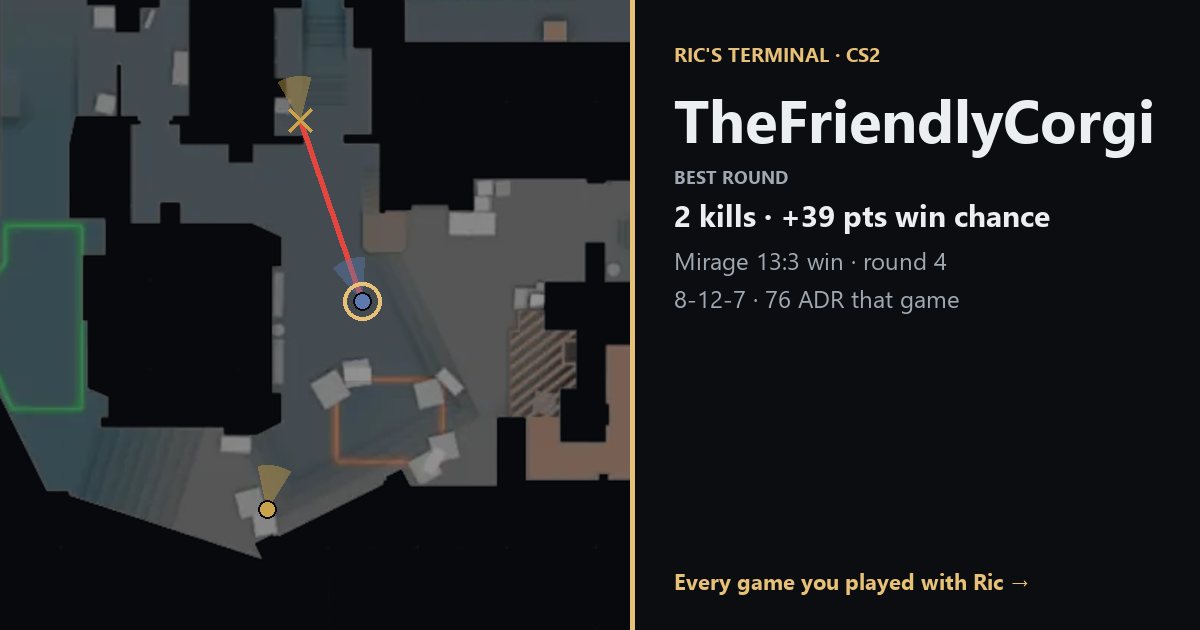 RIC'S TERMINAL · CS2
TheFriendlyCorgi
BEST ROUND
2 kills · +39 pts win chance
Mirage 13:3 win · round 4
8-12-7 · 76 ADR that game
Every game you played with Ric →